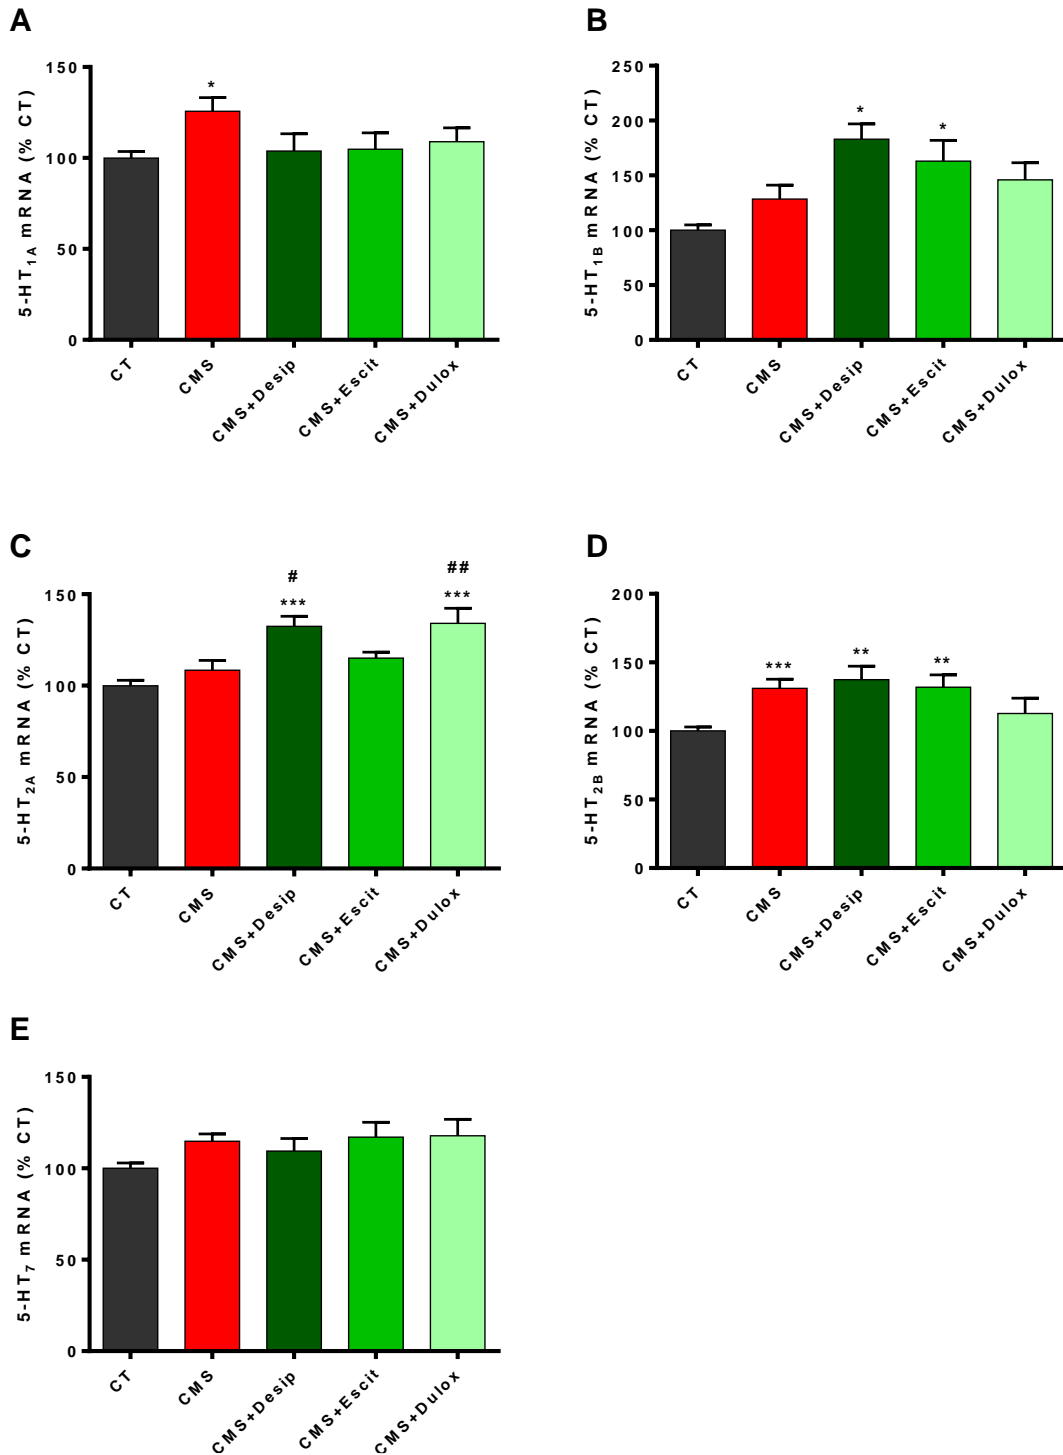 A
5-HT1A mRNA (% CT)
150
100
50
0
*
CT
CMS
CMS+Desip
CMS+Escit
CMS+Dulox
B
5-HT1B mRNA (% CT)
250
200
150
100
50
0
*
*
CT
CMS
CMS+Desip
CMS+Escit
CMS+Dulox
C
5-HT2A mRNA (% CT)
150
100
50
0
#
***
##
***
CT
CMS
CMS+Desip
CMS+Escit
CMS+Dulox
D
5-HT2B mRNA (% CT)
200
150
100
50
0
***
**
**
CT
CMS
CMS+Desip
CMS+Escit
CMS+Dulox
E
5-HT7 mRNA (% CT)
150
100
50
0
CT
CMS
CMS+Desip
CMS+Escit
CMS+Dulox